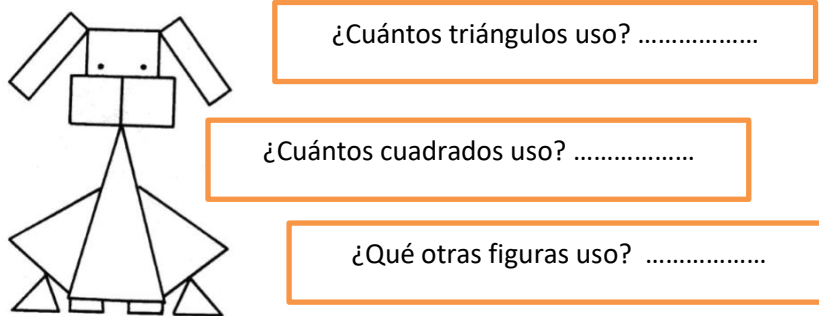 ¿Cuántos triángulos uso? ………………
¿Cuántos cuadrados uso? ………………
¿Qué otras figuras uso? ………………